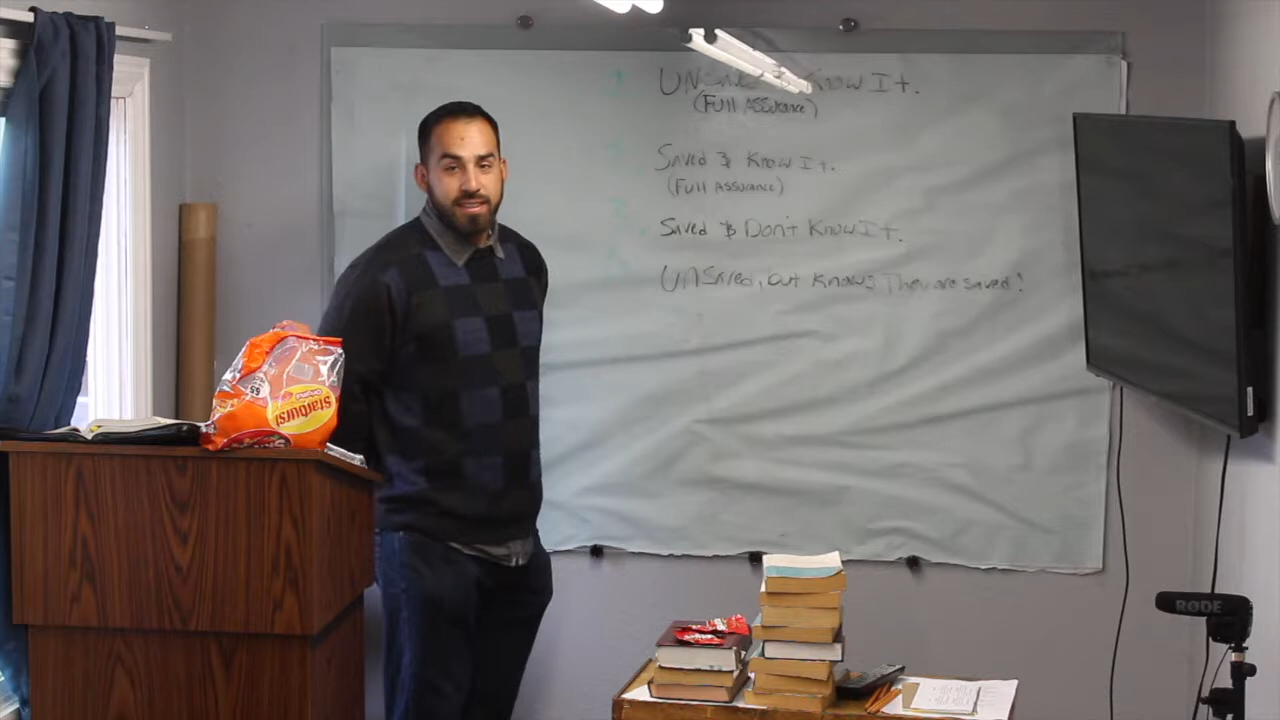 Know It.
(Full Assurance)
Saved & Know It.
(Full Assurance)
Saved & Don't Know It.
UNSaved, but Knows They are saved!
Original
Starburst
RØDE